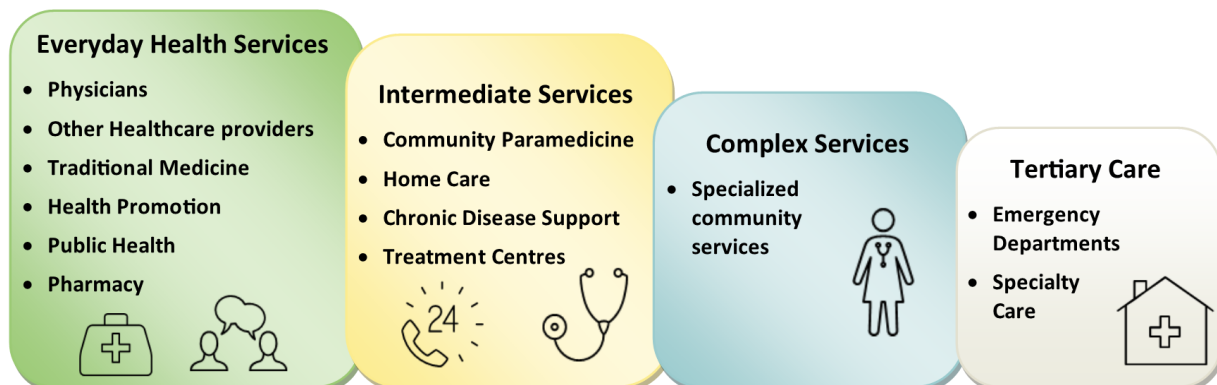 Everyday Health Services
• Physicians
• Other Healthcare providers
• Traditional Medicine
• Health Promotion
• Public Health
• Pharmacy
Intermediate Services
• Community Paramedicine
• Home Care
• Chronic Disease Support
• Treatment Centres
24
Complex Services
• Specialized
community
services
Tertiary Care
• Emergency
Departments
• Specialty
Care